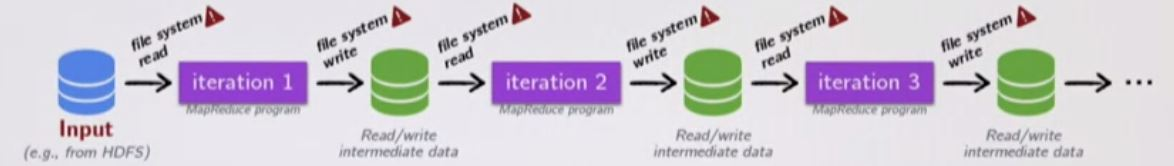 file system
read
iteration 1
MapReduce program
file system
write
file system
read
iteration 2
MapReduce program
file system
write
file system
read
iteration 3
MapReduce program
file system
write
...
Input
(e.g., from HDFS)
Read/write
intermediate data
Read/write
intermediate data
Read/write
intermediate data